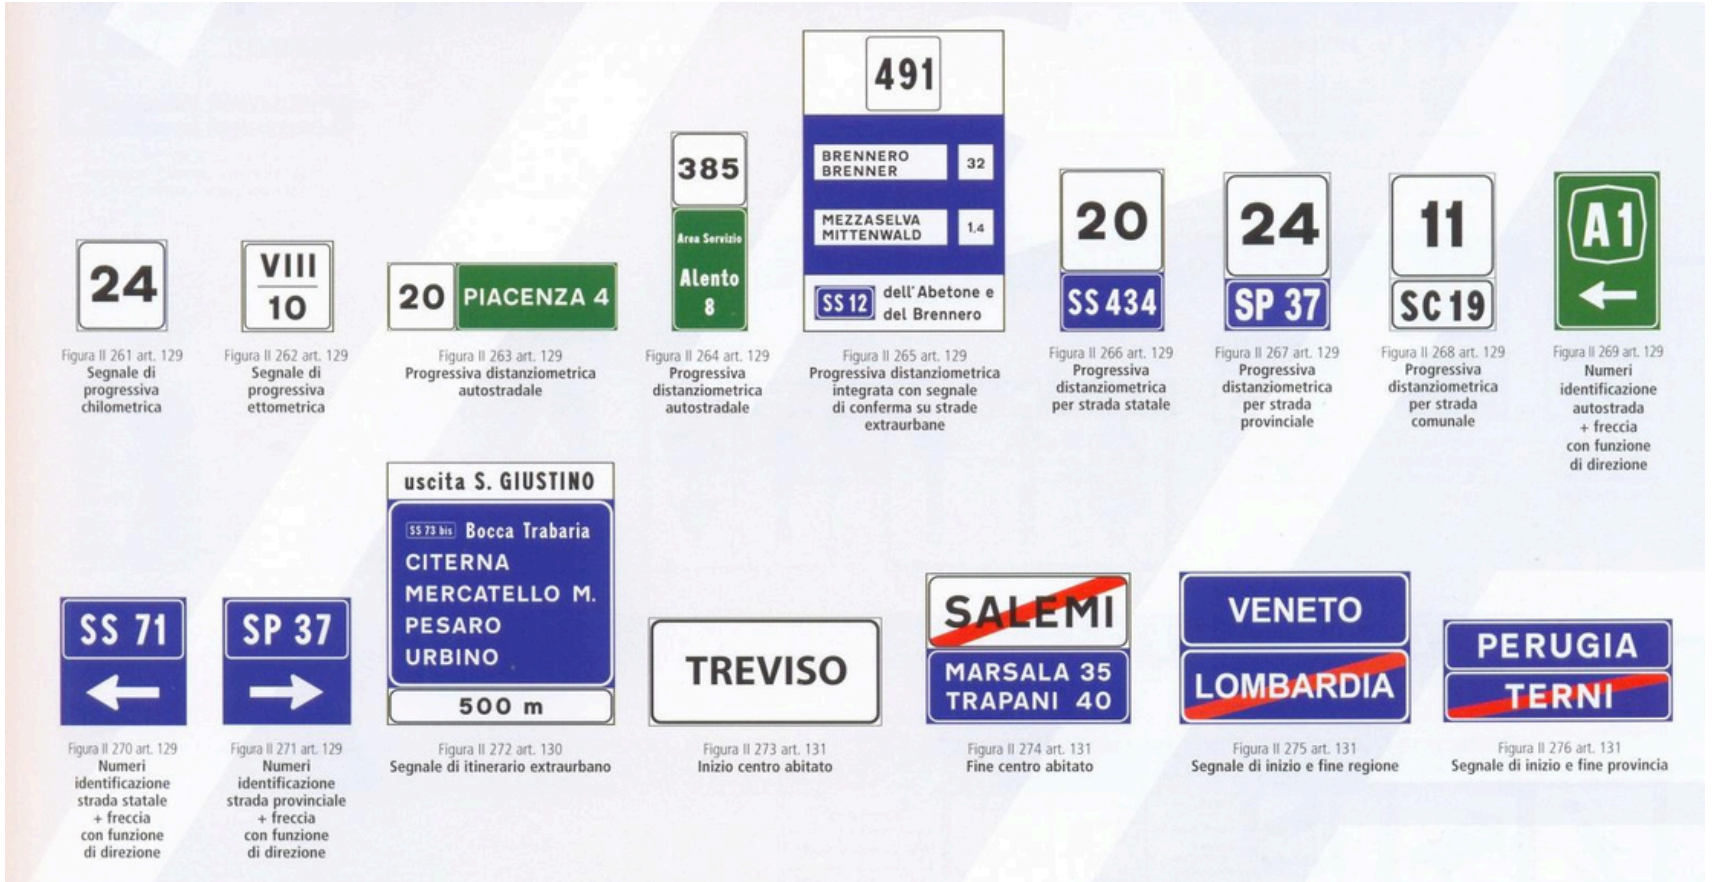 24
Figura II 261 art. 129
Segnale di
progressiva
chilometrica
VIII
10
Figura II 262 art. 129
Segnale di
progressiva
ettometrica
20 PIACENZA 4
Figura II 263 art. 129
Progressiva distanziometrica
autostradale
385
Area Servizio
Alento
8
Figura II 264 art. 129
Progressiva
distanziometrica
autostradale
491
BRENNERO
BRENNER
32
MEZZASELVA
MITTENWALD
1,4
SS 12
dell'Abetone e
del Brennero
Figura II 265 art. 129
Progressiva distanziometrica
integrata con segnale
di conferma su strade
extraurbane
20
SS 434
Figura II 266 art. 129
Progressiva
distanziometrica
per strada statale
24
SP 37
Figura II 267 art. 129
Progressiva
distanziometrica
per strada
provinciale
11
SC 19
Figura II 268 art. 129
Progressiva
distanziometrica
per strada
comunale
A1
Figura II 269 art. 129
Numeri
identificazione
autostrada
+ freccia
con funzione
di direzione
SS 71
Figura II 270 art. 129
Numeri
identificazione
strada statale
+ freccia
con funzione
di direzione
SP 37
Figura II 271 art. 129
Numeri
identificazione
strada provinciale
+ freccia
con funzione
di direzione
uscita S. GIUSTINO
SS 73 bis Bocca Trabaria
CITERNA
MERCATELLO M.
PESARO
URBINO
500 m
Figura II 272 art. 130
Segnale di itinerario extraurbano
TREVISO
Figura II 273 art. 131
Inizio centro abitato
SALEMI
MARSALA 35
TRAPANI 40
Figura II 274 art. 131
Fine centro abitato
VENETO
LOMBARDIA
Figura II 275 art. 131
Segnale di inizio e fine regione
PERUGIA
TERNI
Figura II 276 art. 131
Segnale di inizio e fine provincia